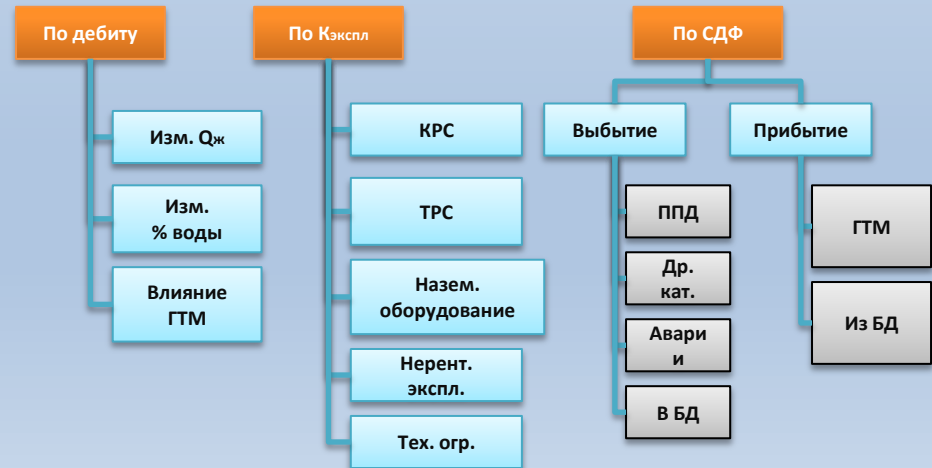 По дебиту
Изм. Qж
Изм.
% воды
Влияние
ГТМ
По Кэкспл
КРС
ТРС
Назем.
оборудование
Нерент.
экспл.
Тех. огр.
По СДФ
Выбытие
ППД
Др.
кат.
Авари
и
В БД
Прибытие
ГТМ
Из БД